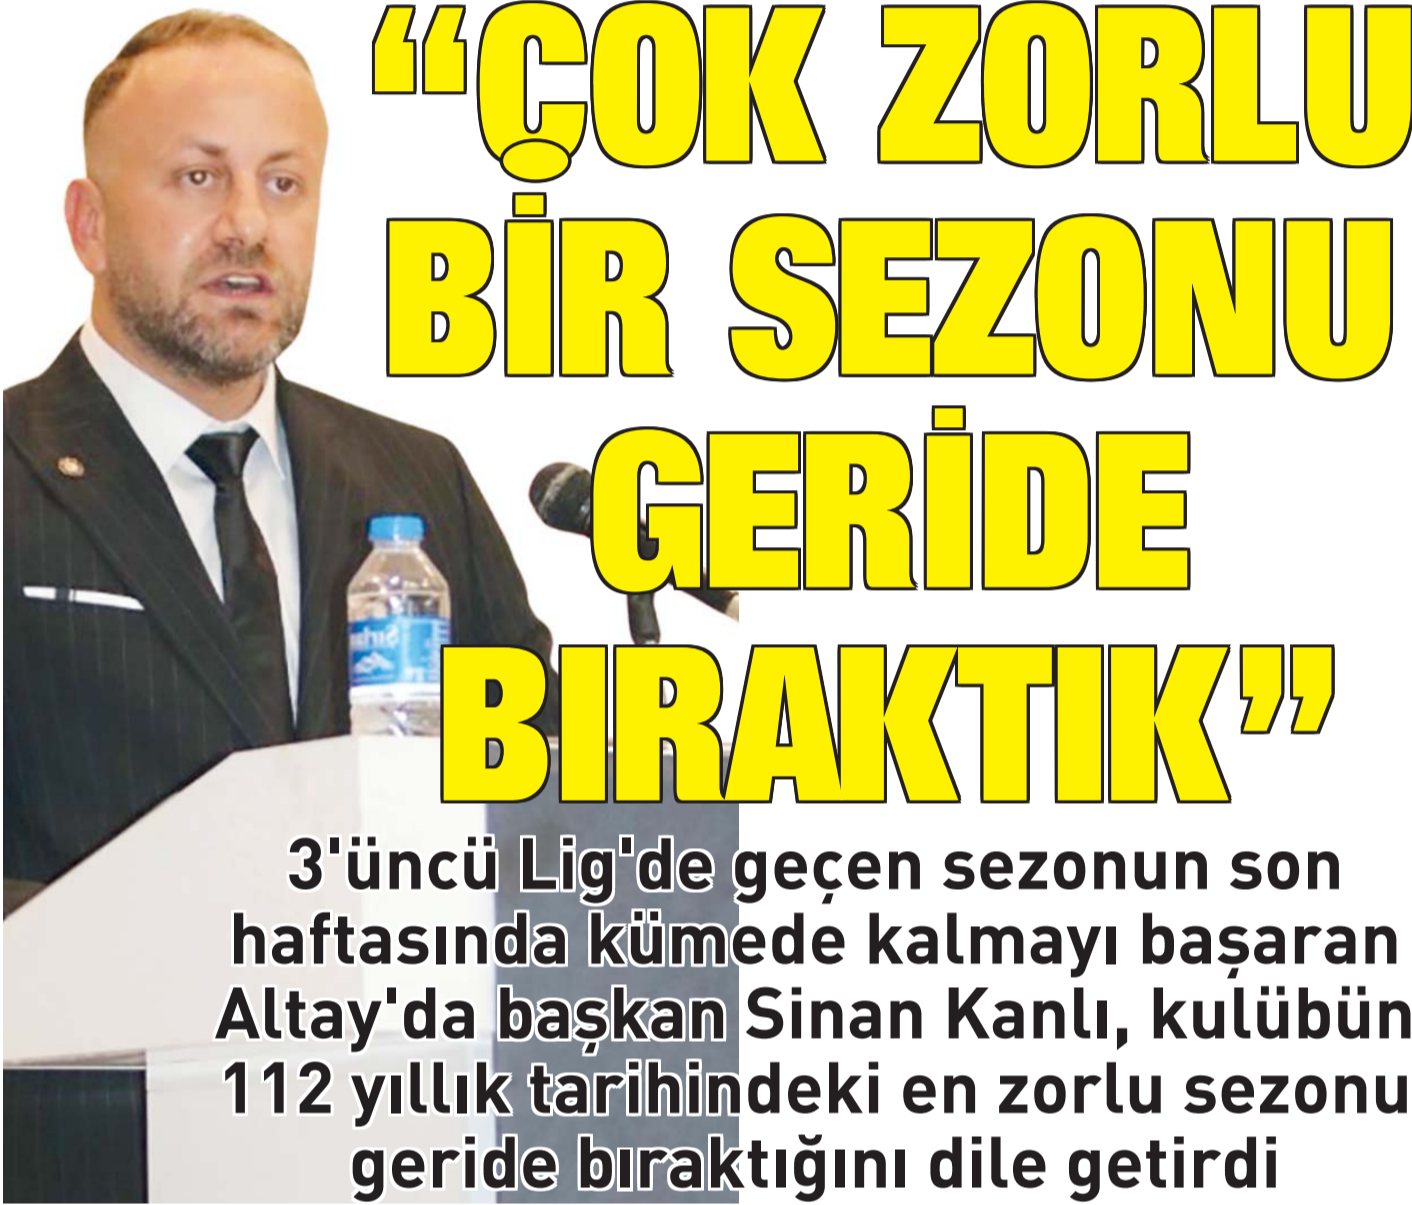 “ÇOK ZORLU
BİR SEZONU
GERİDE
BIRAKTIK”
3'üncü Lig'de geçen sezonun son
haftasında kümede kalmayı başaran
Altay'da başkan Sinan Kanlı, kulübün
112 yıllık tarihindeki en zorlu sezonu
geride bıraktığını dile getirdi